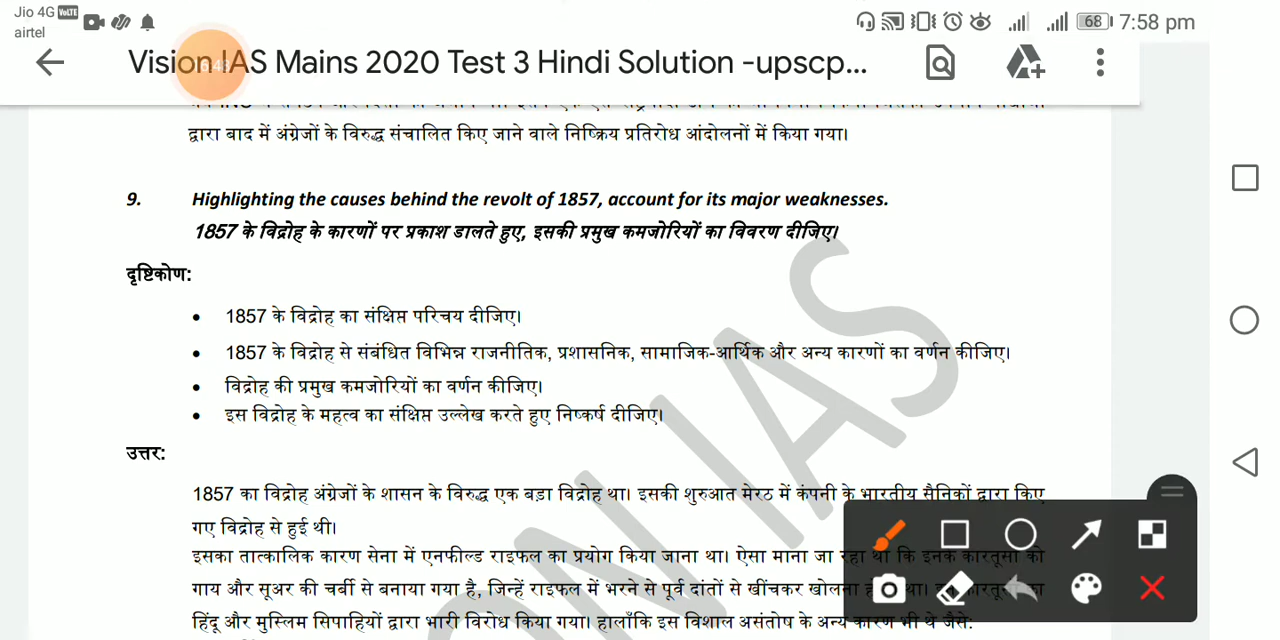 Jio 4G VoLTE
airtel
68 7:58 pm
Vision IAS Mains 2020 Test 3 Hindi Solution -upscp...
द्वारा बाद में अंग्रेजों के विरुद्ध संचालित किए जाने वाले निष्क्रिय प्रतिरोध आंदोलनों में किया गया।
9. Highlighting the causes behind the revolt of 1857, account for its major weaknesses.
1857 के विद्रोह के कारणों पर प्रकाश डालते हुए, इसकी प्रमुख कमजोरियों का विवरण दीजिए।
दृष्टिकोण:
• 1857 के विद्रोह का संक्षिप्त परिचय दीजिए।
• 1857 के विद्रोह से संबंधित विभिन्न राजनीतिक, प्रशासनिक, सामाजिक-आर्थिक और अन्य कारणों का वर्णन कीजिए।
• विद्रोह की प्रमुख कमजोरियों का वर्णन कीजिए।
• इस विद्रोह के महत्व का संक्षिप्त उल्लेख करते हुए निष्कर्ष दीजिए।
उत्तर:
1857 का विद्रोह अंग्रेजों के शासन के विरुद्ध एक बड़ा विद्रोह था। इसकी शुरुआत मेरठ में कंपनी के भारतीय सैनिकों द्वारा किए
गए विद्रोह से हुई थी।
इसका तात्कालिक कारण सेना में एनफील्ड राइफल का प्रयोग किया जाना था। ऐसा माना जा रहा था कि इनके कारतूसों को
गाय और सूअर की चर्बी से बनाया गया है, जिन्हें राइफल में भरने से पूर्व दांतों से खींचकर खोलना था।
हिंदू और मुस्लिम सिपाहियों द्वारा भारी विरोध किया गया। हालाँकि इस विशाल असंतोष के अन्य कारण भी थे जैसे:
VISION IAS